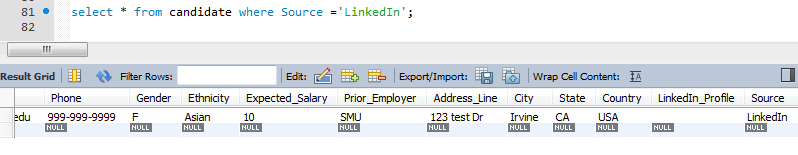 81 select * from candidate where Source ='LinkedIn';
82
Result Grid Filter Rows: Edit: Export/Import: Wrap Cell Content:
Phone Gender Ethnicity Expected_Salary Prior_Employer Address_Line City State Country LinkedIn_Profile Source
edu 999-999-9999 F Asian 10 SMU 123 test Dr Irvine CA USA LinkedIn
NULL NULL NULL NULL NULL NULL NULL NULL NULL NULL NULL